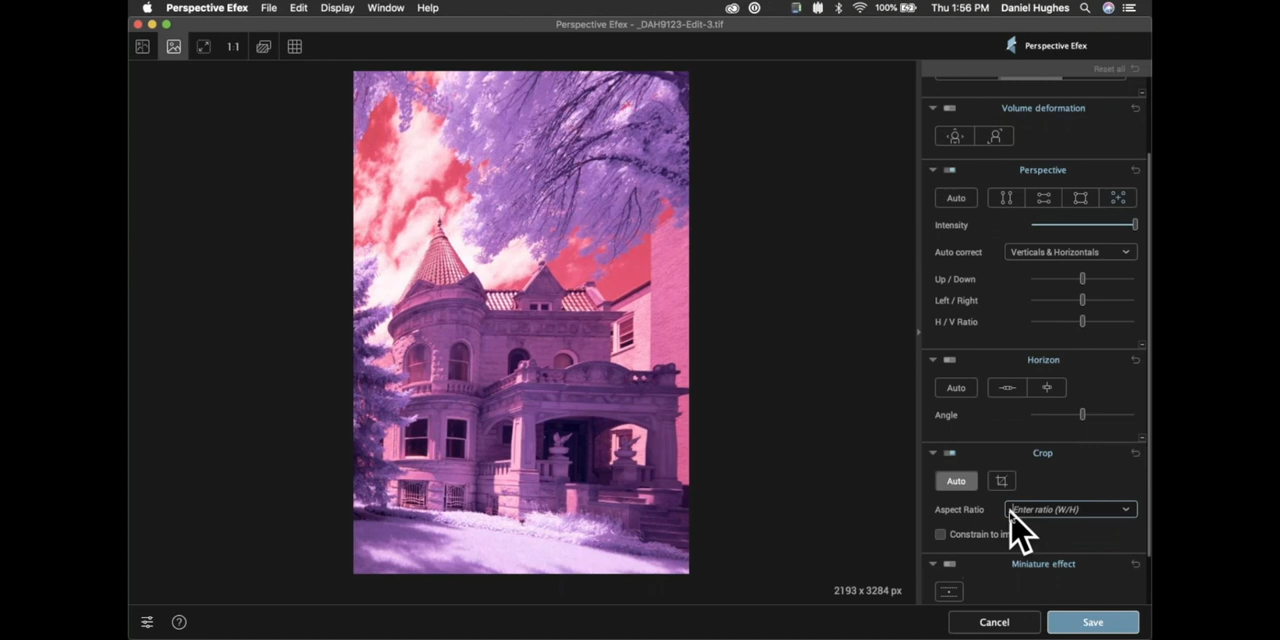 Perspective Efex File Edit Display Window Help 100% Thu 1:56 PM Daniel Hughes
Perspective Efex - _DAH9123-Edit-3.tif
1:1 Perspective Efex
Reset all
Volume deformation
Perspective
Auto
Intensity
Auto correct Verticals & Horizontals
Up / Down
Left / Right
H / V Ratio
Horizon
Auto
Angle
Crop
Auto
Aspect Ratio Enter ratio (W/H)
Constrain to
Miniature effect
2193 x 3284 px
Cancel Save